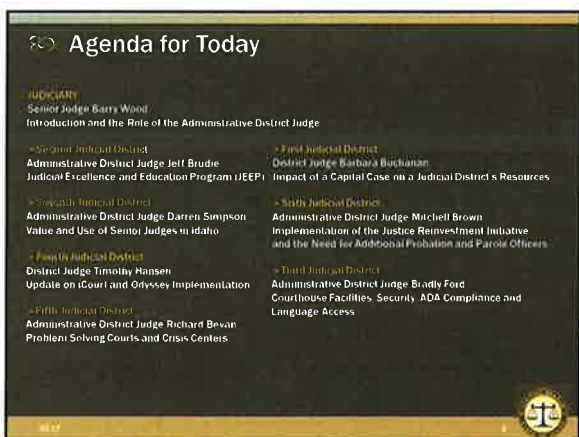 Agenda for Today
JUDICIARY
Senior Judge Barry Wood
Introduction and the Role of the Administrative District Judge
» Second Judicial District
Administrative District Judge Jeff Brudie
Judicial Excellence and Education Program (JEEP)
» Seventh Judicial District
Administrative District Judge Darren Simpson
Value and Use of Senior Judges in Idaho
» Fourth Judicial District
District Judge Timothy Hansen
Update on iCourt and Odyssey Implementation
» Fifth Judicial District
Administrative District Judge Richard Bevan
Problem Solving Courts and Crisis Centers
» First Judicial District
District Judge Barbara Buchanan
Impact of a Capital Case on a Judicial District s Resources
» Sixth Judicial District
Administrative District Judge Mitchell Brown
Implementation of the Justice Reinvestment Initiative
and the Need for Additional Probation and Parole Officers
» Third Judicial District
Administrative District Judge Bradly Ford
Courthouse Facilities Security ADA Compliance and
Language Access